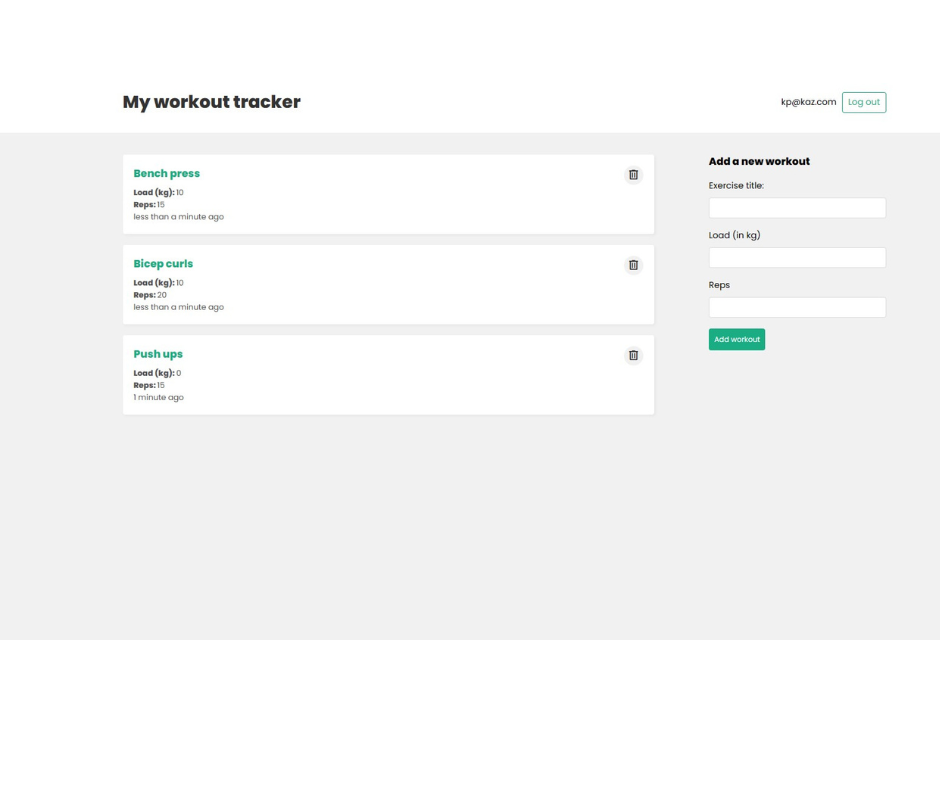 My workout tracker
kp@kaz.com
Log out
Bench press
Load (kg): 10
Reps: 15
less than a minute ago
Bicep curls
Load (kg): 10
Reps: 20
less than a minute ago
Push ups
Load (kg): 0
Reps: 15
1 minute ago
Add a new workout
Exercise title:
Load (in kg)
Reps
Add workout